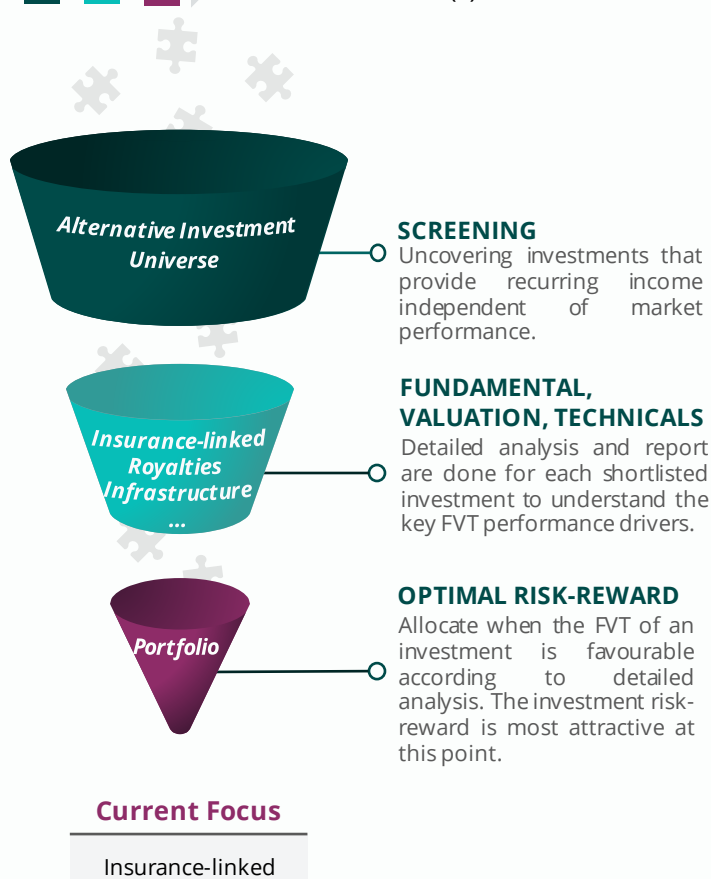 Alternative Investment
Universe
SCREENING
Uncovering investments that
provide recurring income
independent of market
performance.
Insurance-linked
Royalties
Infrastructure
...
FUNDAMENTAL,
VALUATION, TECHNICALS
Detailed analysis and report
are done for each shortlisted
investment to understand the
key FVT performance drivers.
Portfolio
OPTIMAL RISK-REWARD
Allocate when the FVT of an
investment is favourable
according to detailed
analysis. The investment risk-
reward is most attractive at
this point.
Current Focus
Insurance-linked